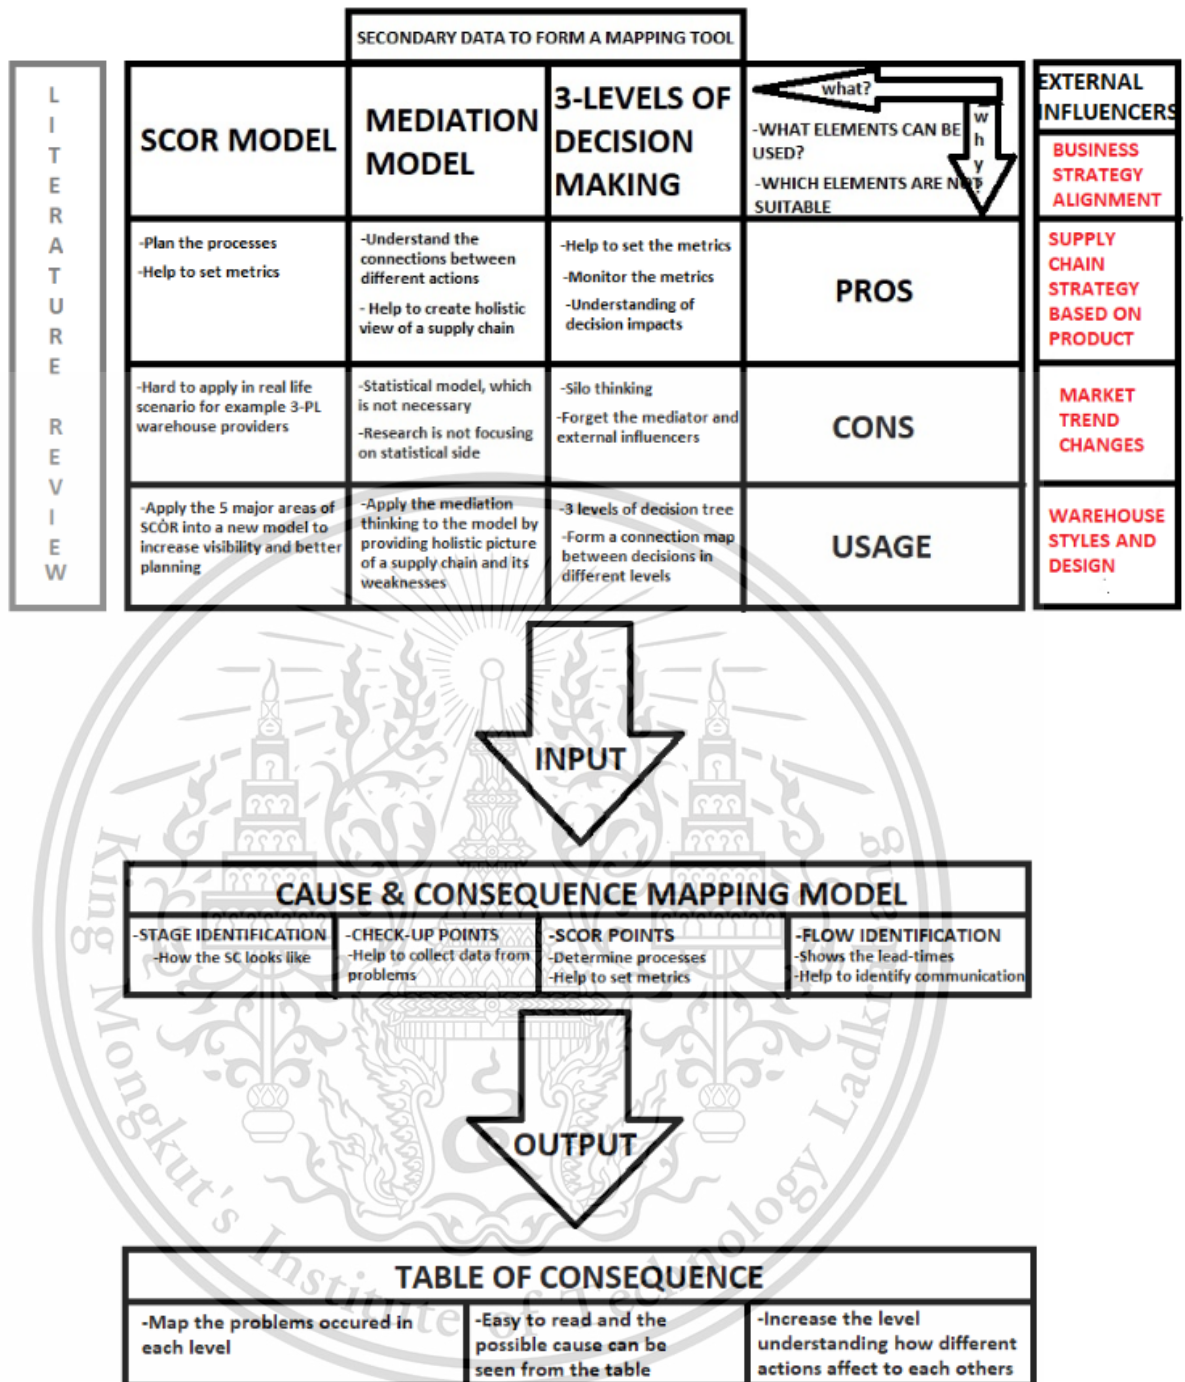 SECONDARY DATA TO FORM A MAPPING TOOL
LITERATURE REVIEW
SCOR MODEL
MEDIATION
MODEL
3-LEVELS OF
DECISION
MAKING
what?
why?
-WHAT ELEMENTS CAN BE
USED?
-WHICH ELEMENTS ARE NOT
SUITABLE
EXTERNAL
INFLUENCERS
BUSINESS
STRATEGY
ALIGNMENT
-Plan the processes
-Help to set metrics
-Understand the
connections between
different actions
- Help to create holistic
view of a supply chain
-Help to set the metrics
-Monitor the metrics
-Understanding of
decision impacts
PROS
SUPPLY
CHAIN
STRATEGY
BASED ON
PRODUCT
-Hard to apply in real life
scenario for example 3-PL
warehouse providers
-Statistical model, which
is not necessary
-Research is not focusing
on statistical side
-Silo thinking
-Forget the mediator and
external influencers
CONS
MARKET
TREND
CHANGES
-Apply the 5 major areas of
SCOR into a new model to
increase visibility and better
planning
-Apply the mediation
thinking to the model by
providing holistic picture
of a supply chain and its
weaknesses
-3 levels of decision tree
-Form a connection map
between decisions in
different levels
USAGE
WAREHOUSE
STYLES AND
DESIGN
INPUT
CAUSE & CONSEQUENCE MAPPING MODEL
-STAGE IDENTIFICATION
-How the SC looks like
-CHECK-UP POINTS
-Help to collect data from
problems
-SCOR POINTS
-Determine processes
-Help to set metrics
-FLOW IDENTIFICATION
-Shows the lead-times
-Help to identify communication
OUTPUT
TABLE OF CONSEQUENCE
-Map the problems occured in
each level
-Easy to read and the
possible cause can be
seen from the table
-Increase the level
understanding how different
actions affect to each others
King Mongkut's Institute of Technology Ladkrabang